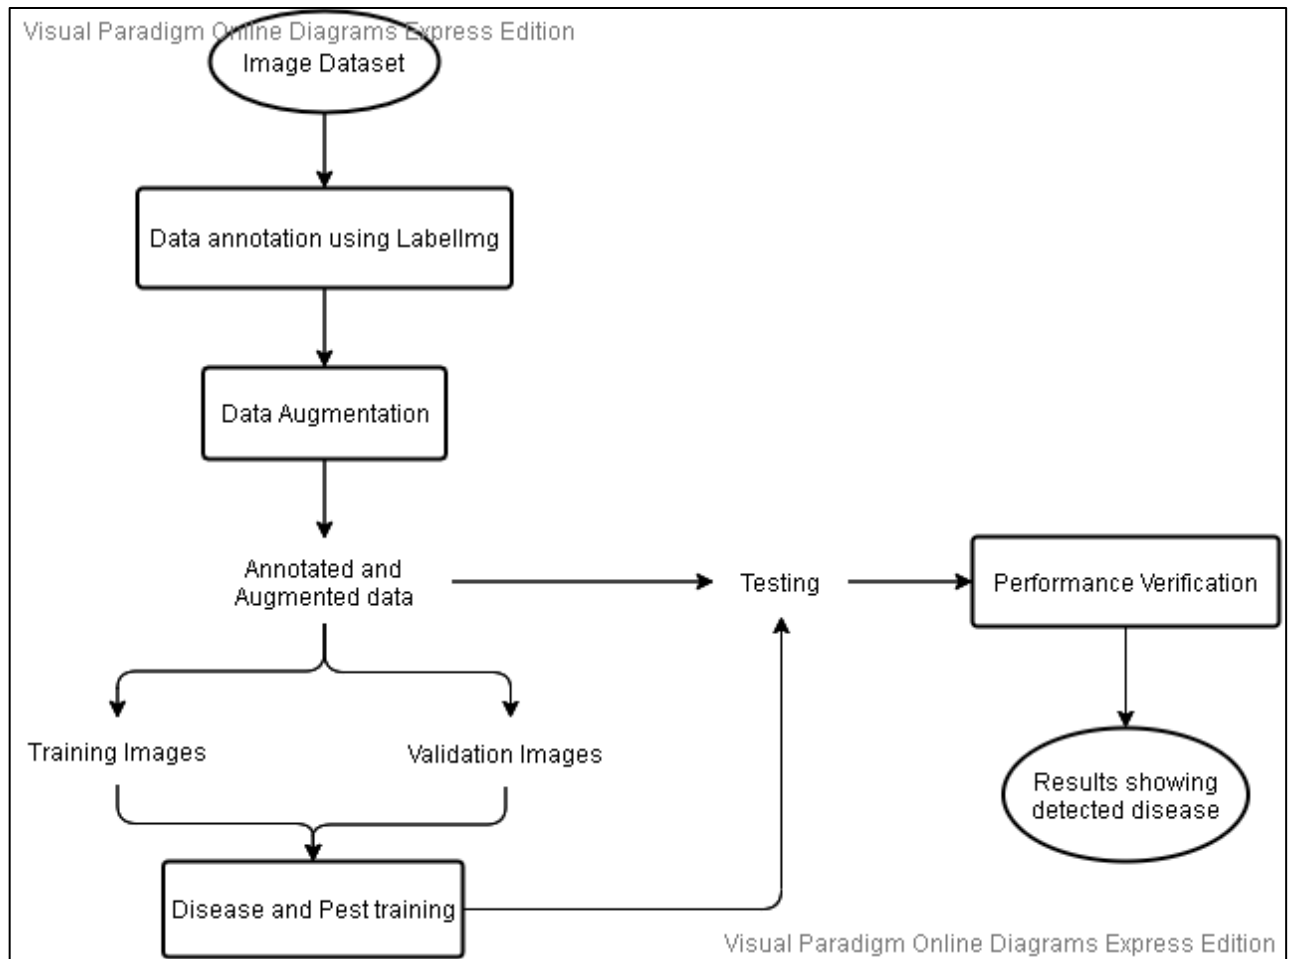 Visual Paradigm Online Diagrams Express Edition
Image Dataset
Data annotation using LabelImg
Data Augmentation
Annotated and
Augmented data
Testing
Performance Verification
Training Images
Validation Images
Results showing
detected disease
Disease and Pest training
Visual Paradigm Online Diagrams Express Edition